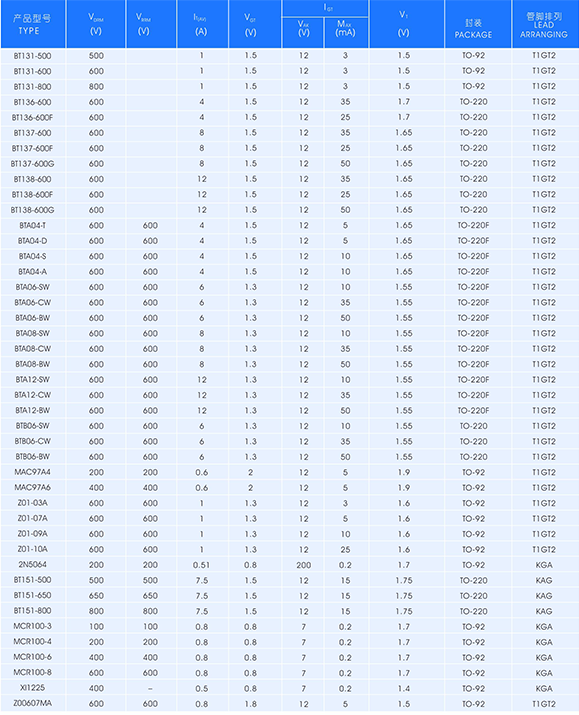 产品型号 TYPE VDRM (V) VRRM (V) IT(AV) (A) VGT (V) IGT VAK (V) MAX (mA) VT (V) 封装 PACKAGE 管脚排列 LEAD ARRANGING
BT131-500 500 1 1.5 12 3 1.5 TO-92 T1GT2
BT131-600 600 1 1.5 12 3 1.5 TO-92 T1GT2
BT131-800 800 1 1.5 12 3 1.5 TO-92 T1GT2
BT136-600 600 4 1.5 12 35 1.7 TO-220 T1GT2
BT136-600F 600 4 1.5 12 25 1.7 TO-220 T1GT2
BT137-600 600 8 1.5 12 35 1.65 TO-220 T1GT2
BT137-600F 600 8 1.5 12 25 1.65 TO-220 T1GT2
BT137-600G 600 8 1.5 12 50 1.65 TO-220 T1GT2
BT138-600 600 12 1.5 12 35 1.65 TO-220 T1GT2
BT138-600F 600 12 1.5 12 25 1.65 TO-220 T1GT2
BT138-600G 600 12 1.5 12 50 1.65 TO-220 T1GT2
BTA04-T 600 600 4 1.5 12 5 1.65 TO-220F T1GT2
BTA04-D 600 600 4 1.5 12 5 1.65 TO-220F T1GT2
BTA04-S 600 600 4 1.5 12 10 1.65 TO-220F T1GT2
BTA04-A 600 600 4 1.5 12 10 1.65 TO-220F T1GT2
BTA06-SW 600 600 6 1.3 12 10 1.55 TO-220F T1GT2
BTA06-CW 600 600 6 1.3 12 35 1.55 TO-220F T1GT2
BTA06-BW 600 600 6 1.3 12 50 1.55 TO-220F T1GT2
BTA08-SW 600 600 8 1.3 12 10 1.55 TO-220F T1GT2
BTA08-CW 600 600 8 1.3 12 35 1.55 TO-220F T1GT2
BTA08-BW 600 600 8 1.3 12 50 1.55 TO-220F T1GT2
BTA12-SW 600 600 12 1.3 12 10 1.55 TO-220F T1GT2
BTA12-CW 600 600 12 1.3 12 35 1.55 TO-220F T1GT2
BTA12-BW 600 600 12 1.3 12 50 1.55 TO-220F T1GT2
BTB06-SW 600 600 6 1.3 12 10 1.55 TO-220 T1GT2
BTB06-CW 600 600 6 1.3 12 35 1.55 TO-220 T1GT2
BTB06-BW 600 600 6 1.3 12 50 1.55 TO-220 T1GT2
MAC97A4 200 200 0.6 2 12 5 1.9 TO-92 T1GT2
MAC97A6 400 400 0.6 2 12 5 1.9 TO-92 T1GT2
Z01-03A 600 600 1 1.3 12 3 1.6 TO-92 T1GT2
Z01-07A 600 600 1 1.3 12 5 1.6 TO-92 T1GT2
Z01-09A 600 600 1 1.3 12 10 1.6 TO-92 T1GT2
Z01-10A 600 600 1 1.3 12 25 1.6 TO-92 T1GT2
2N5064 200 200 0.51 0.8 200 0.2 1.7 TO-92 KGA
BT151-500 500 500 7.5 1.5 12 15 1.75 TO-220 KAG
BT151-650 650 650 7.5 1.5 12 15 1.75 TO-220 KAG
BT151-800 800 800 7.5 1.5 12 15 1.75 TO-220 KAG
MCR100-3 100 100 0.8 0.8 7 0.2 1.7 TO-92 KGA
MCR100-4 200 200 0.8 0.8 7 0.2 1.7 TO-92 KGA
MCR100-6 400 400 0.8 0.8 7 0.2 1.7 TO-92 KGA
MCR100-8 600 600 0.8 0.8 7 0.2 1.7 TO-92 KGA
X11225 400 – 0.5 0.8 7 0.2 1.4 TO-92 KGA
Z00607MA 600 600 0.8 1.8 12 5 1.5 TO-92 T1GT2